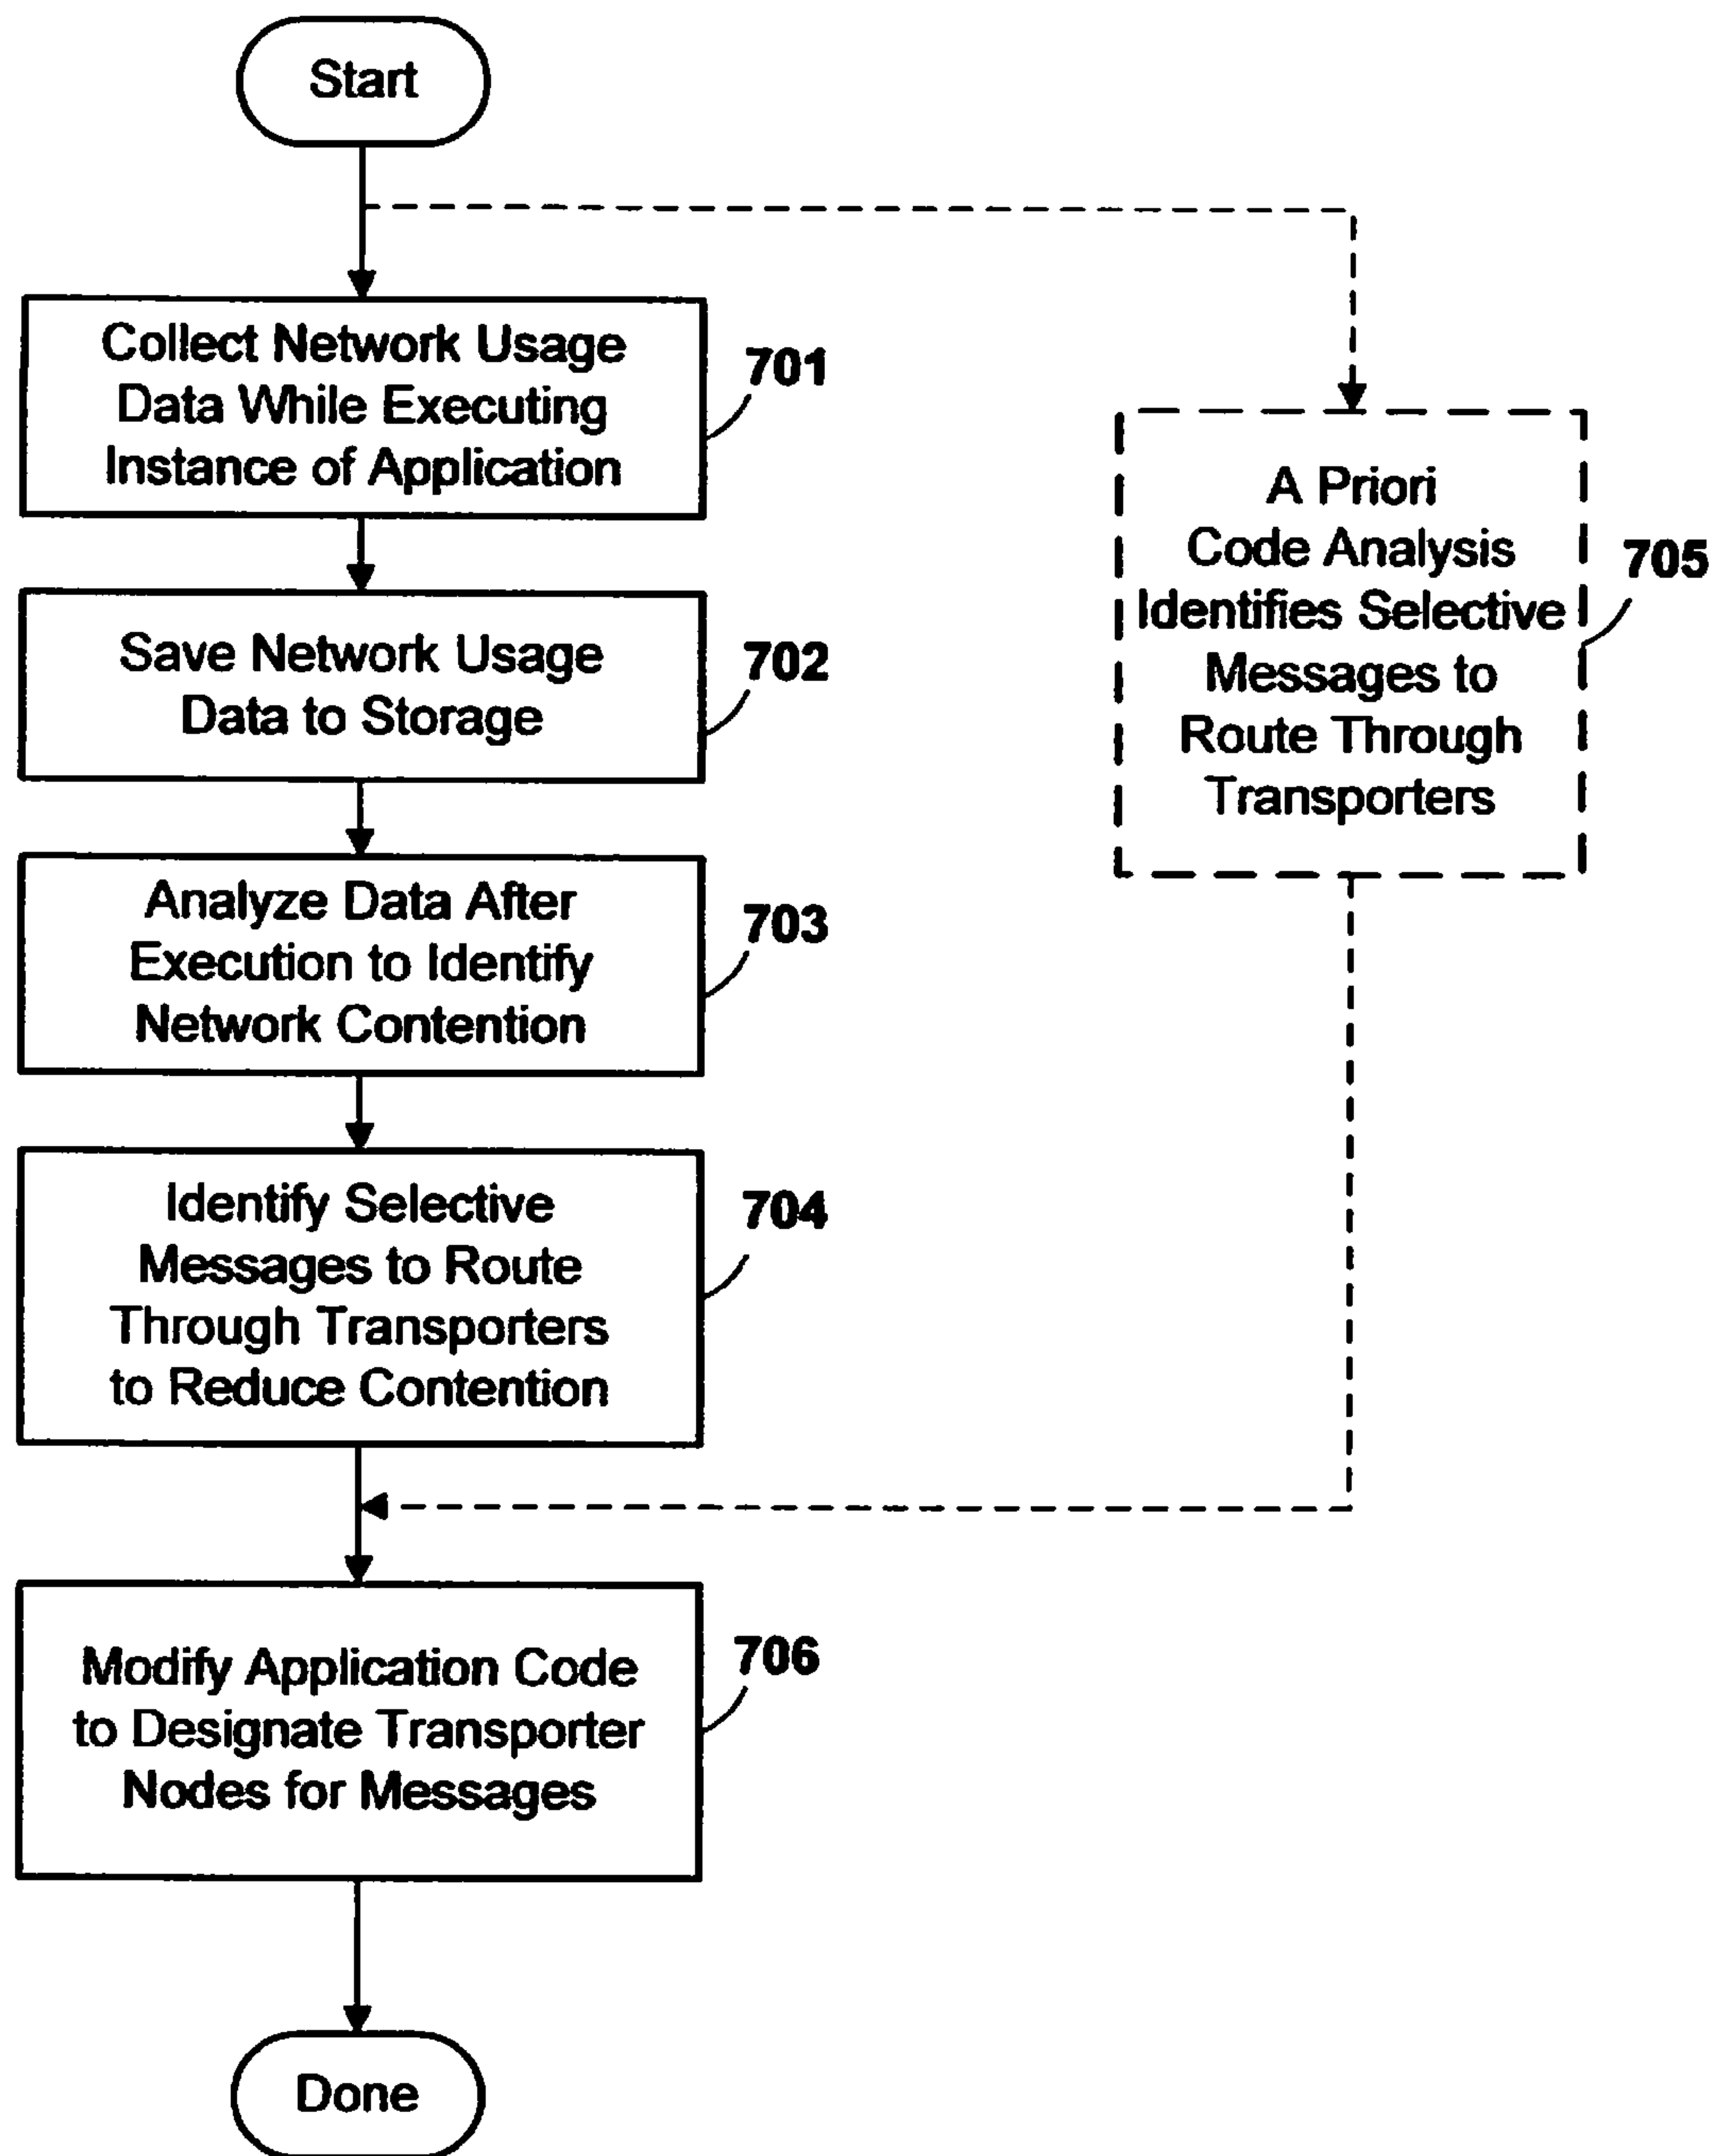 Start
Collect Network Usage
Data While Executing
Instance of Application
701
Save Network Usage
Data to Storage
702
Analyze Data After
Execution to Identify
Network Contention
703
Identify Selective
Messages to Route
Through Transporters
to Reduce Contention
704
A Priori
Code Analysis
Identifies Selective
Messages to
Route Through
Transporters
705
Modify Application Code
to Designate Transporter
Nodes for Messages
706
Done